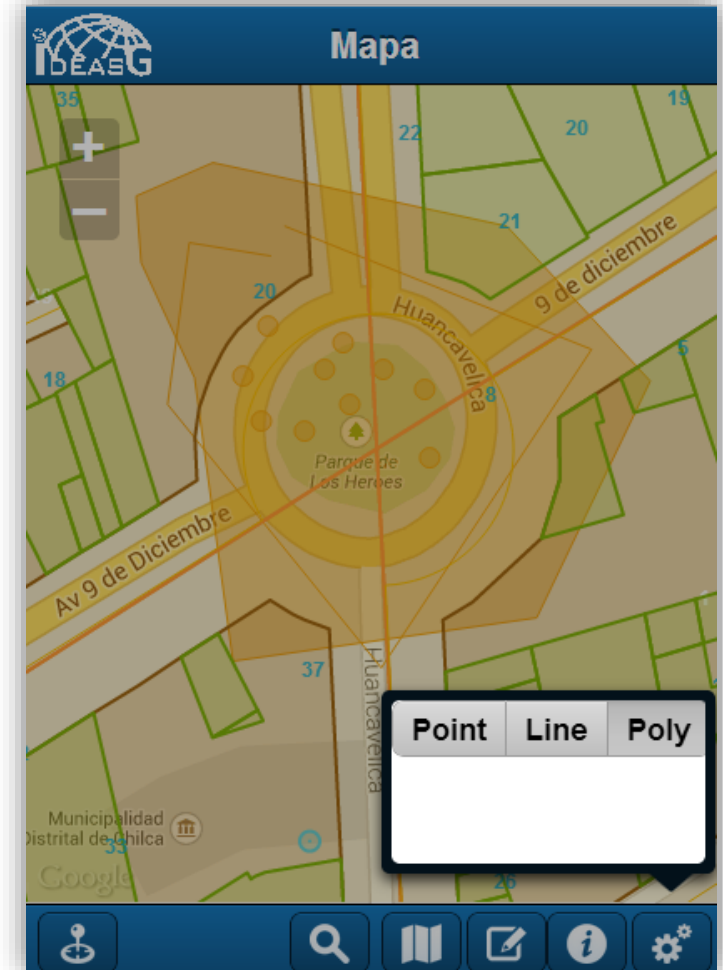 IDEASG
Mapa
35
19
+
22
20
−
21
9 de diciembre
20
Huancavelica
5
18
8
Parque de
Los Heroes
Av 9 de Diciembre
37
Huancavelica
Point Line Poly
Municipalidad
Distrital de Chilca
33
Google
26